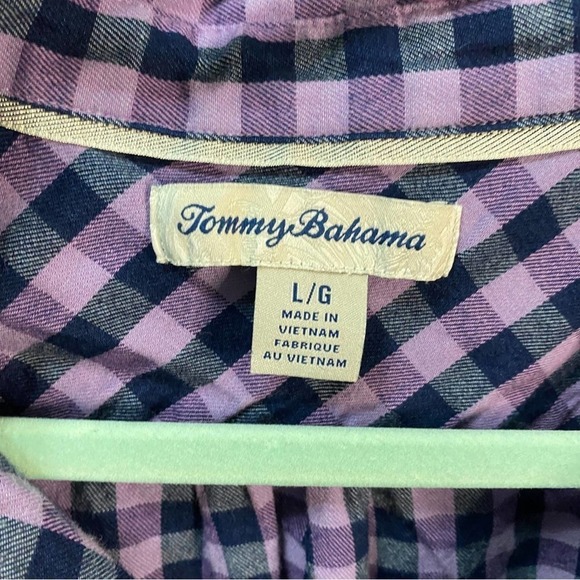 Tommy Bahama
L/G
MADE IN
VIETNAM
FABRIQUE
AU VIETNAM